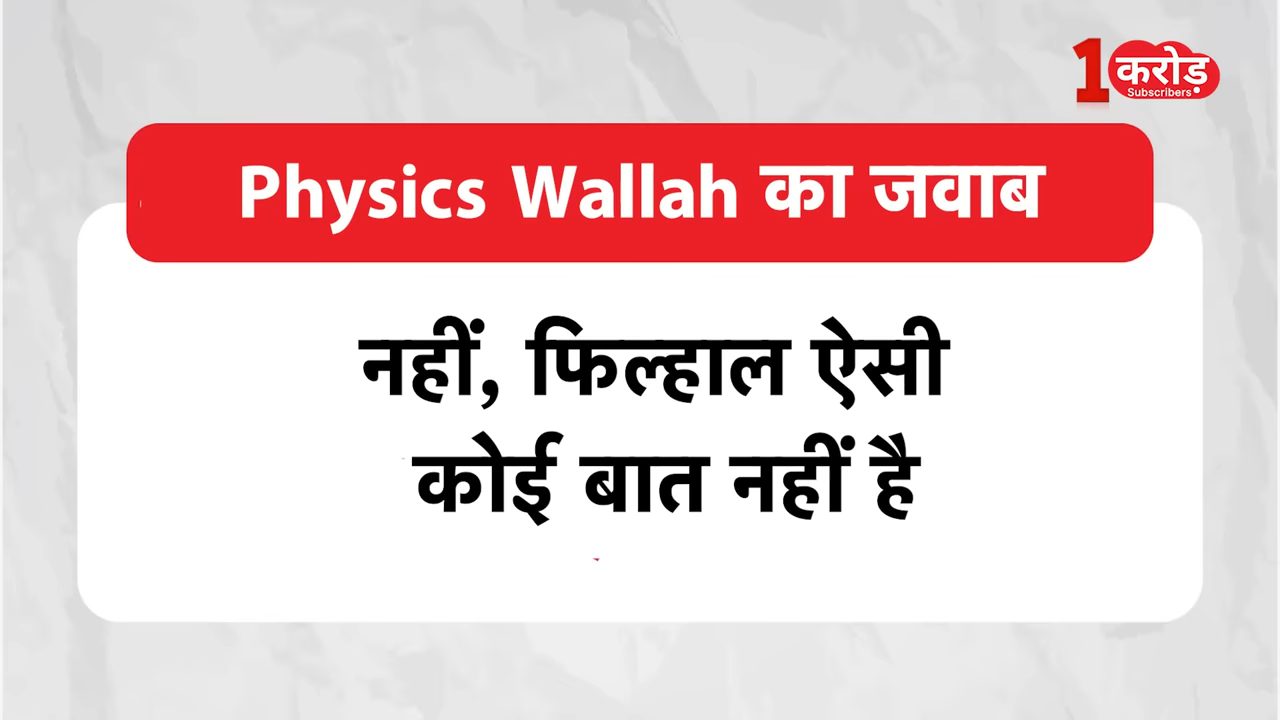 1 करोड़
Subscribers
Physics Wallah का जवाब
नहीं, फिल्हाल ऐसी
कोई बात नहीं है